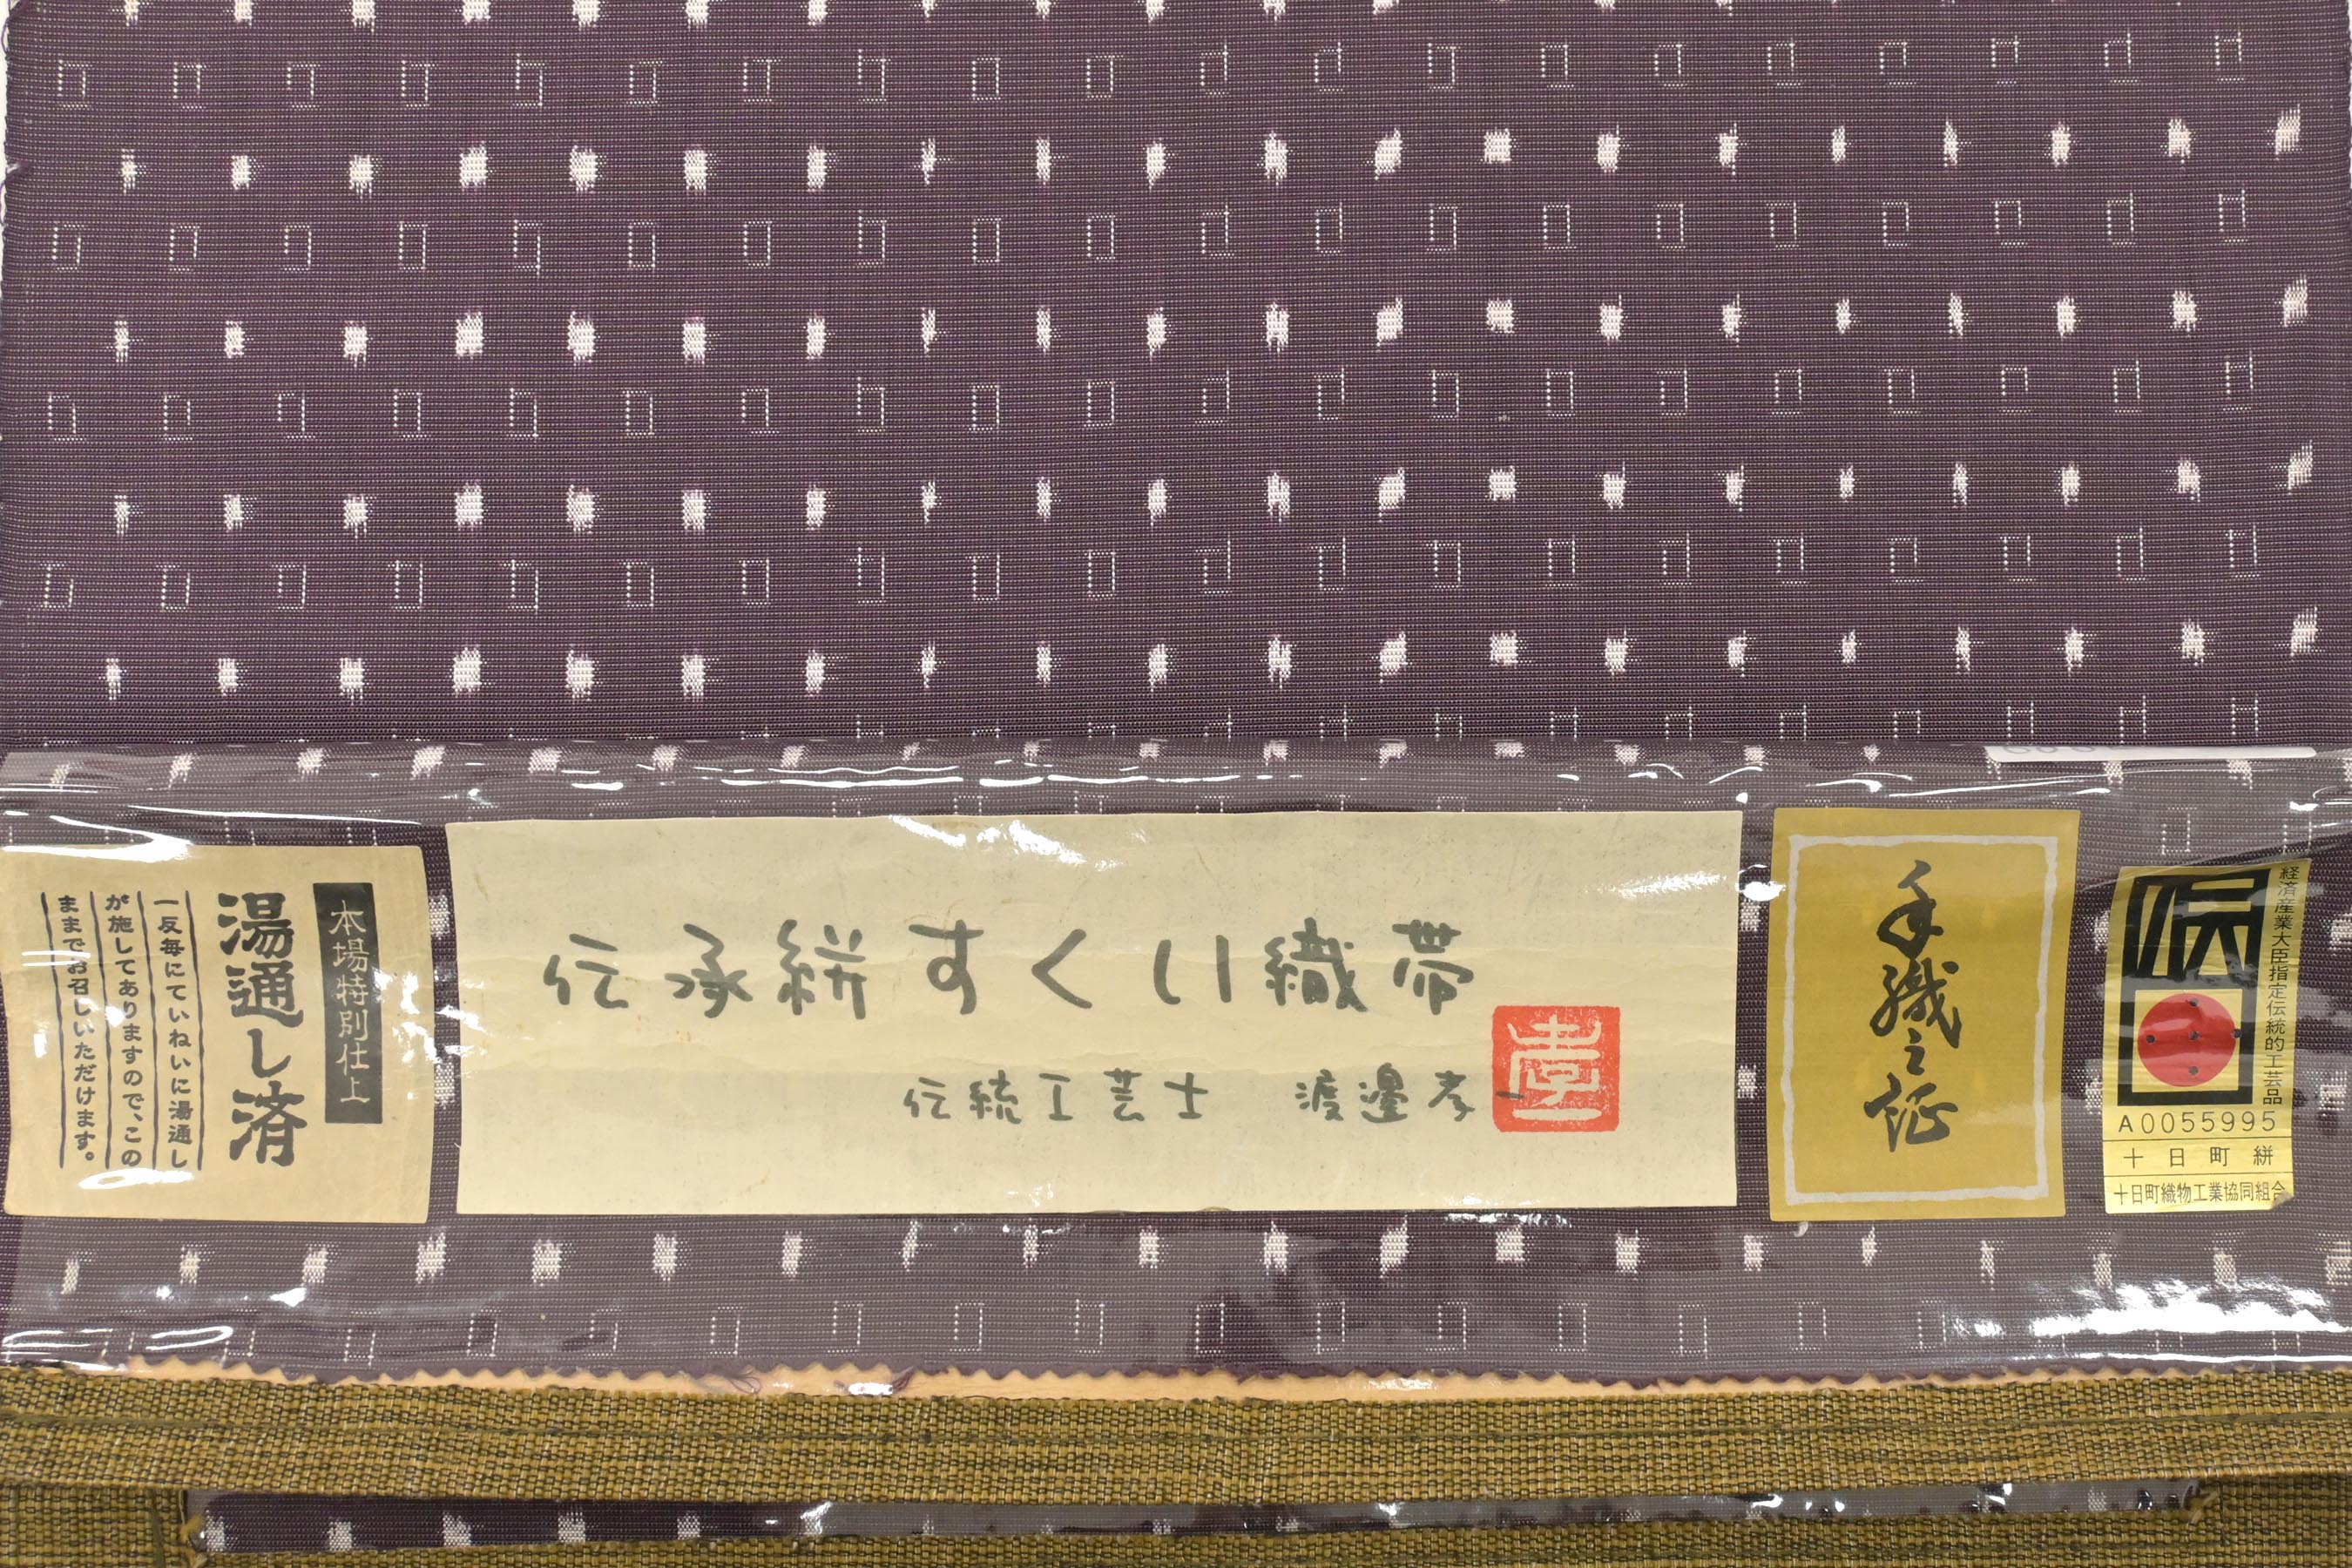 本場特別仕上
湯通し済
一反毎にていねいに湯通し
が施してありますので、この
ままでお召しいただけます。
伝承絣すくい織帯
伝統工芸士 渡邉孝一
孝一
手織之証
経済産業大臣指定伝統的工芸品
伝
A0055995
十日町絣
十日町織物工業協同組合